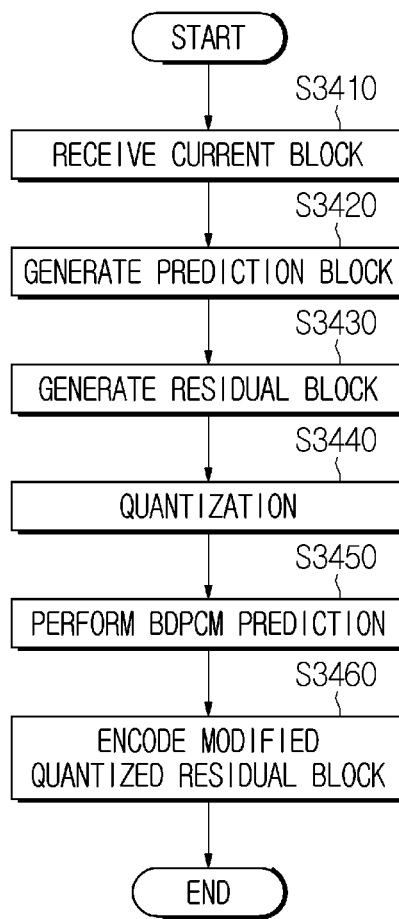 START
S3410
RECEIVE CURRENT BLOCK
S3420
GENERATE PREDICTION BLOCK
S3430
GENERATE RESIDUAL BLOCK
S3440
QUANTIZATION
S3450
PERFORM BDPCM PREDICTION
S3460
ENCODE MODIFIED
QUANTIZED RESIDUAL BLOCK
END